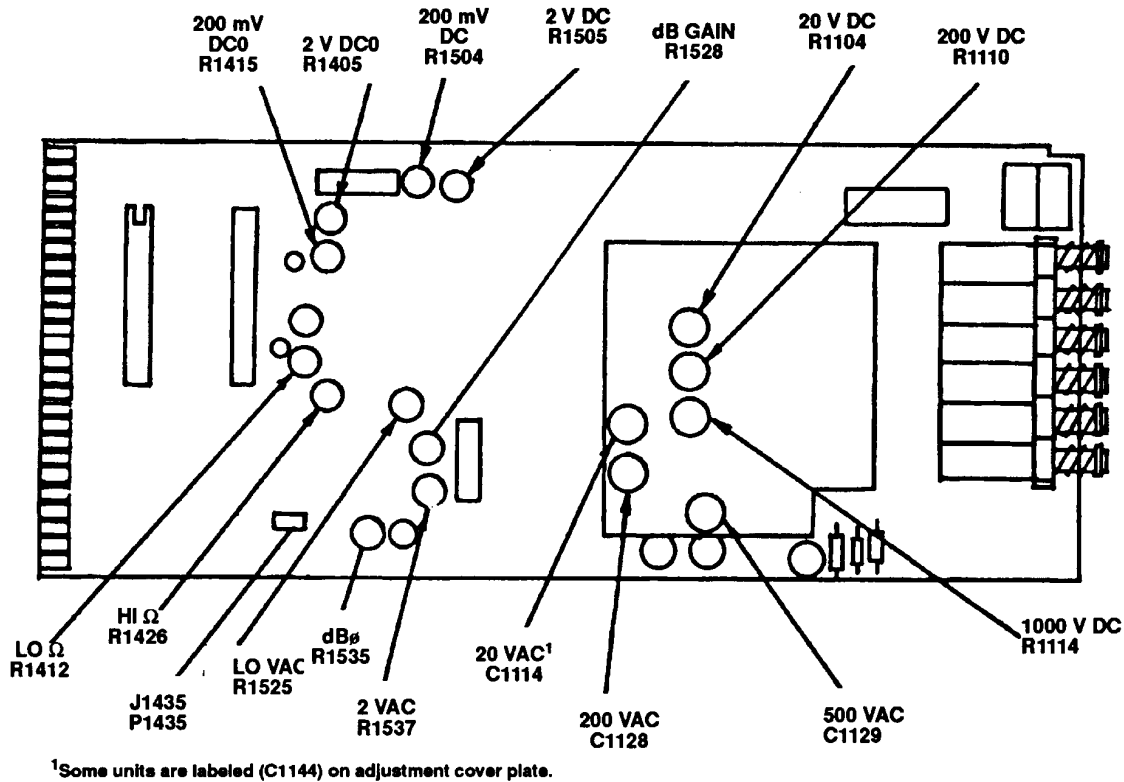 200 mV
DC0
R1415
2 V DC0
R1405
200 mV
DC
R1504
2 V DC
R1505
dB GAIN
R1528
20 V DC
R1104
200 V DC
R1110
LO Ω
R1412
HI Ω
R1426
J1435
P1435
LO VAC
R1525
dBø
R1535
2 VAC
R1537
20 VAC¹
C1114
200 VAC
C1128
500 VAC
C1129
1000 V DC
R1114
¹Some units are labeled (C1144) on adjustment cover plate.